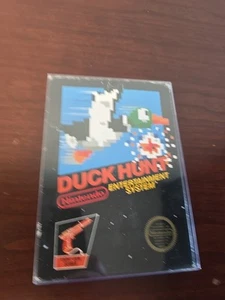 DUCK HUNT
Nintendo
ENTERTAINMENT
SYSTEM